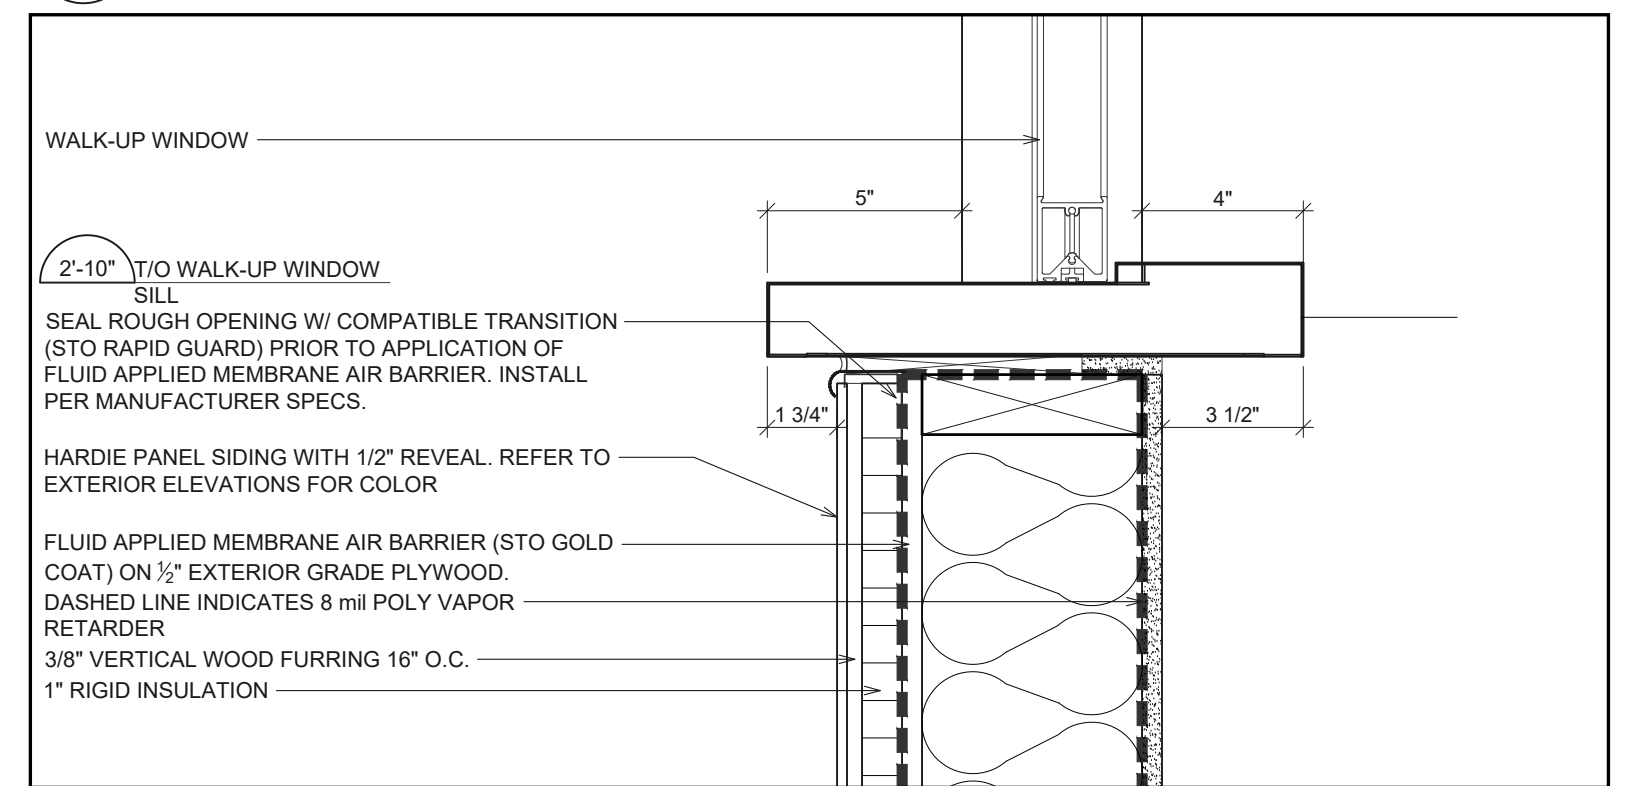 WALK-UP WINDOW
5"
4"
2'-10"
T/O WALK-UP WINDOW
SILL
SEAL ROUGH OPENING W/ COMPATIBLE TRANSITION
(STO RAPID GUARD) PRIOR TO APPLICATION OF
FLUID APPLIED MEMBRANE AIR BARRIER. INSTALL
PER MANUFACTURER SPECS.
1 3/4"
3 1/2"
HARDIE PANEL SIDING WITH 1/2" REVEAL. REFER TO
EXTERIOR ELEVATIONS FOR COLOR
FLUID APPLIED MEMBRANE AIR BARRIER (STO GOLD
COAT) ON ½" EXTERIOR GRADE PLYWOOD.
DASHED LINE INDICATES 8 mil POLY VAPOR
RETARDER
3/8" VERTICAL WOOD FURRING 16" O.C.
1" RIGID INSULATION